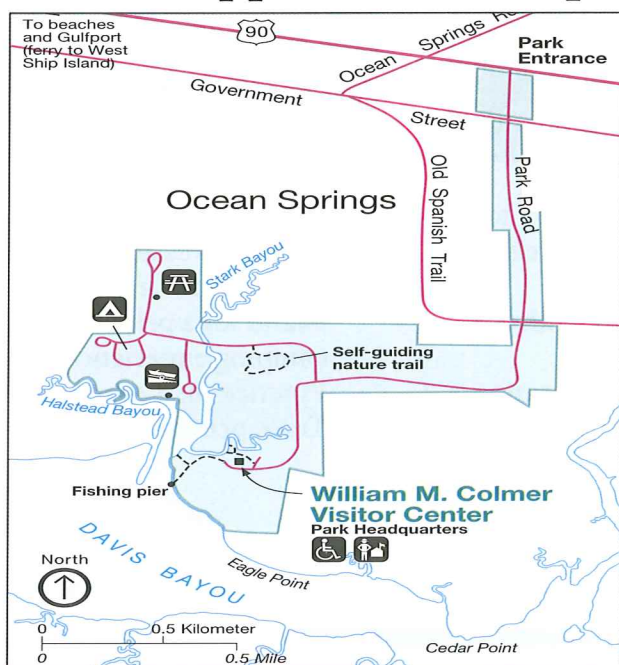 To beaches
and Gulfport
(ferry to West
Ship Island)
90
Ocean Springs
Park
Entrance
Government
Street
Old Spanish Trail
Park Road
Ocean Springs
Stark Bayou
Self-guiding
nature trail
Halstead Bayou
Fishing pier
William M. Colmer
Visitor Center
Park Headquarters
DAVIS BAYOU
Eagle Point
North
0
0.5 Kilometer
0
0.5 Mile
Cedar Point